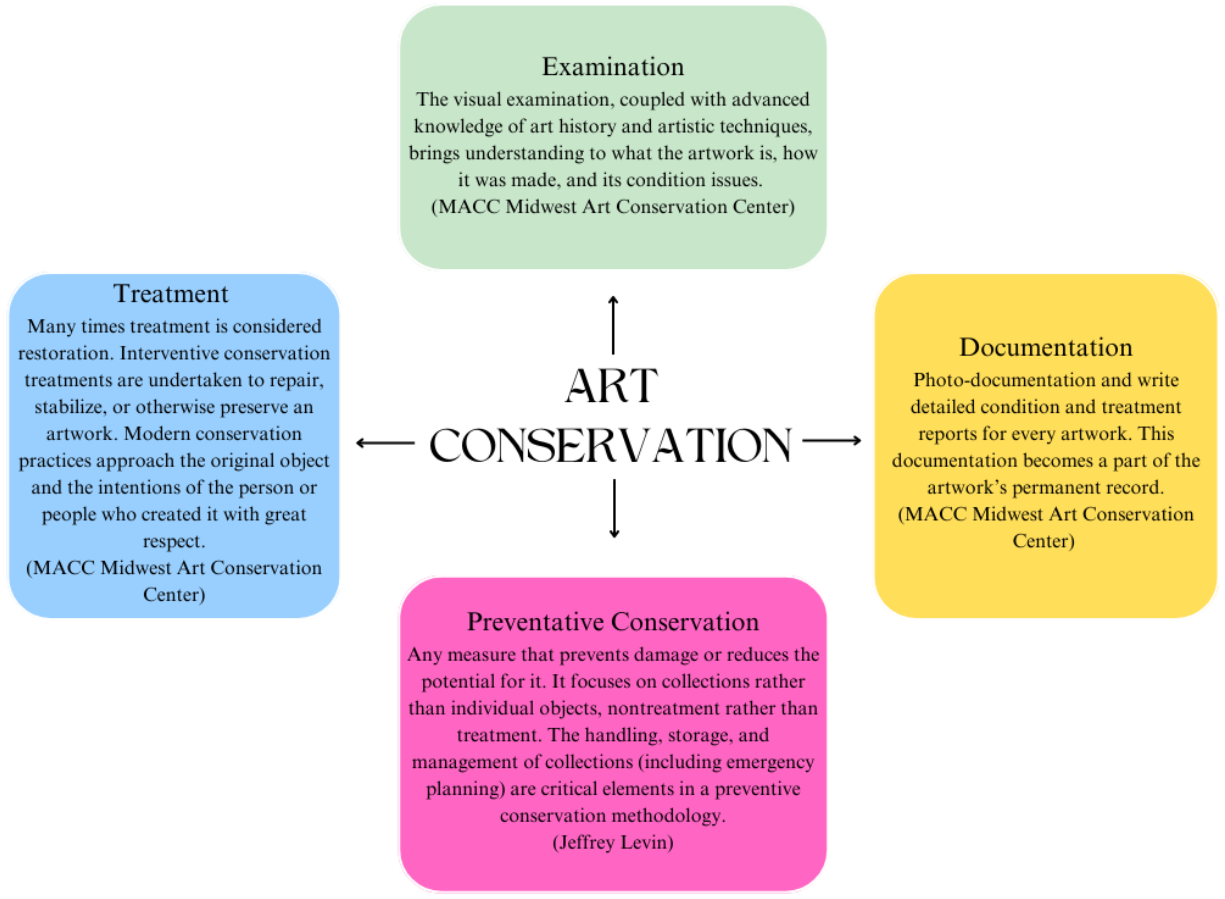 Examination
The visual examination, coupled with advanced
knowledge of art history and artistic techniques,
brings understanding to what the artwork is, how
it was made, and its condition issues.
(MACC Midwest Art Conservation Center)
Treatment
Many times treatment is considered
restoration. Interventive conservation
treatments are undertaken to repair,
stabilize, or otherwise preserve an
artwork. Modern conservation
practices approach the original object
and the intentions of the person or
people who created it with great
respect.
(MACC Midwest Art Conservation
Center)
ART
CONSERVATION
Documentation
Photo-documentation and write
detailed condition and treatment
reports for every artwork. This
documentation becomes a part of the
artwork’s permanent record.
(MACC Midwest Art Conservation
Center)
Preventative Conservation
Any measure that prevents damage or reduces the
potential for it. It focuses on collections rather
than individual objects, nontreatment rather than
treatment. The handling, storage, and
management of collections (including emergency
planning) are critical elements in a preventive
conservation methodology.
(Jeffrey Levin)